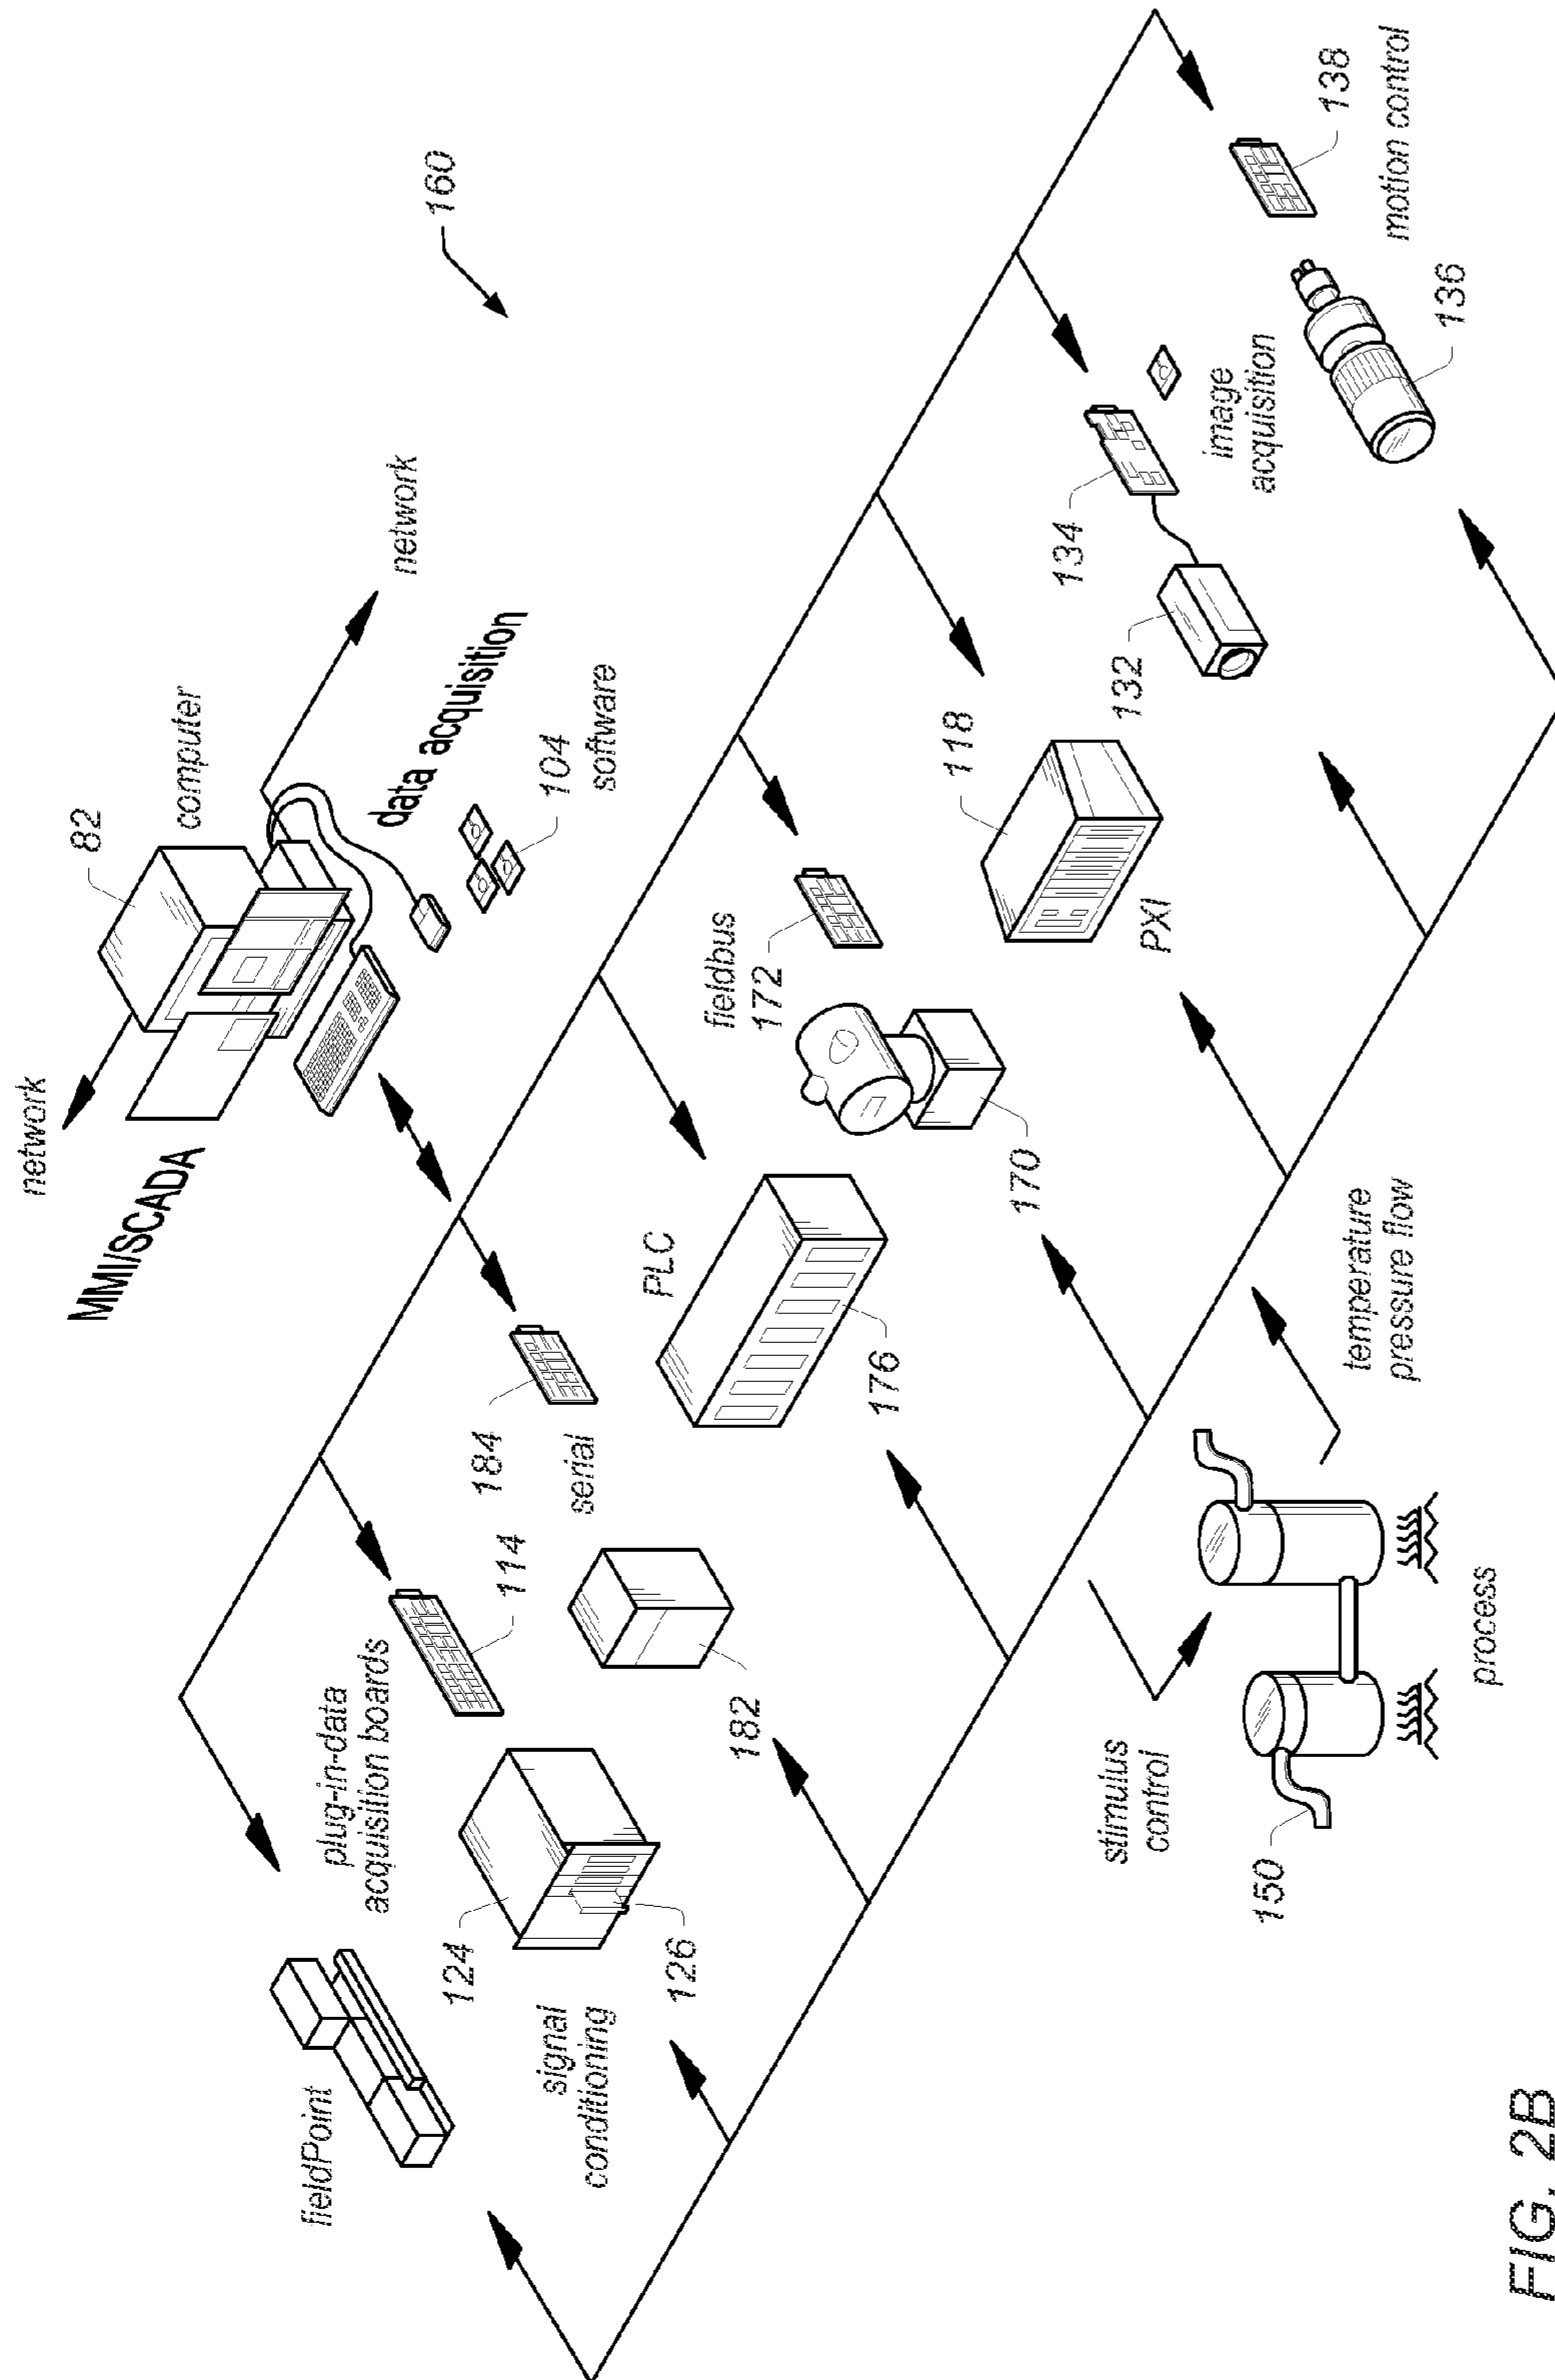 160
82
computer
network
network
MMI/SCADA
data acquisition
104
software
fieldPoint
plug-in-data
acquisition boards
114
124
126
signal
conditioning
184
serial
182
PLC
176
fieldbus
172
170
118
PXI
134
132
image
acquisition
138
motion control
136
stimulus
control
150
process
temperature
pressure flow
FIG. 2B